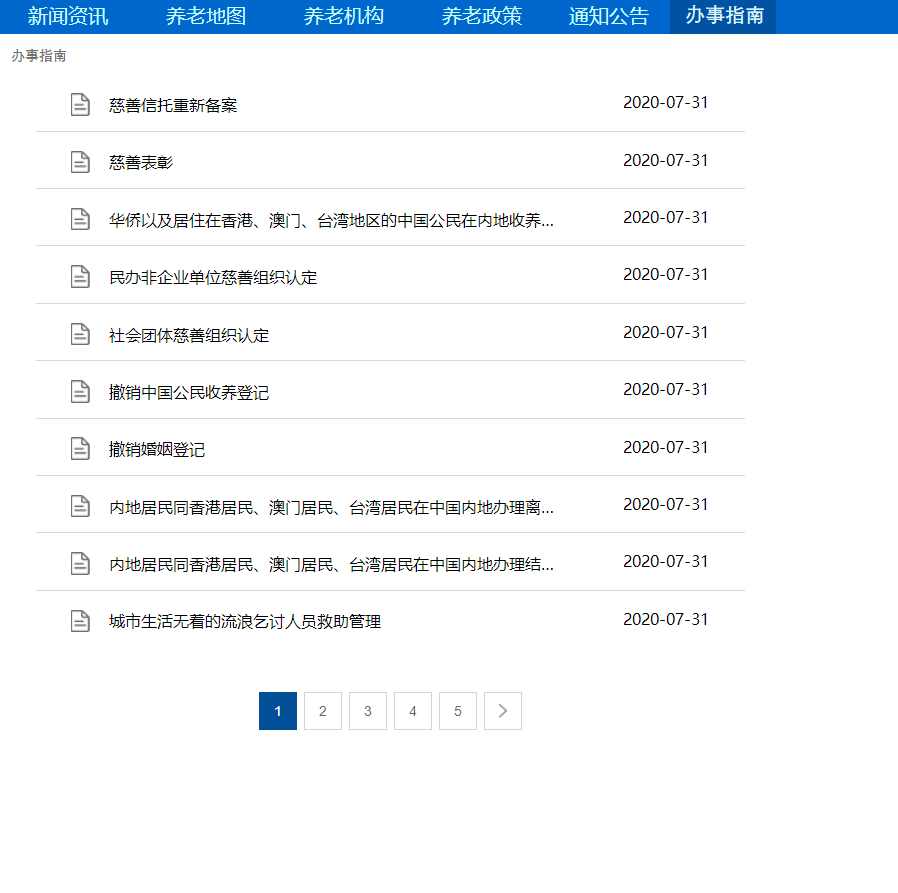 新闻资讯 养老地图 养老机构 养老政策 通知公告 办事指南
办事指南
慈善信托重新备案 2020-07-31
慈善表彰 2020-07-31
华侨以及居住在香港、澳门、台湾地区的中国公民在内地收养... 2020-07-31
民办非企业单位慈善组织认定 2020-07-31
社会团体慈善组织认定 2020-07-31
撤销中国公民收养登记 2020-07-31
撤销婚姻登记 2020-07-31
内地居民同香港居民、澳门居民、台湾居民在中国内地办理离... 2020-07-31
内地居民同香港居民、澳门居民、台湾居民在中国内地办理结... 2020-07-31
城市生活无着的流浪乞讨人员救助管理 2020-07-31
1 2 3 4 5